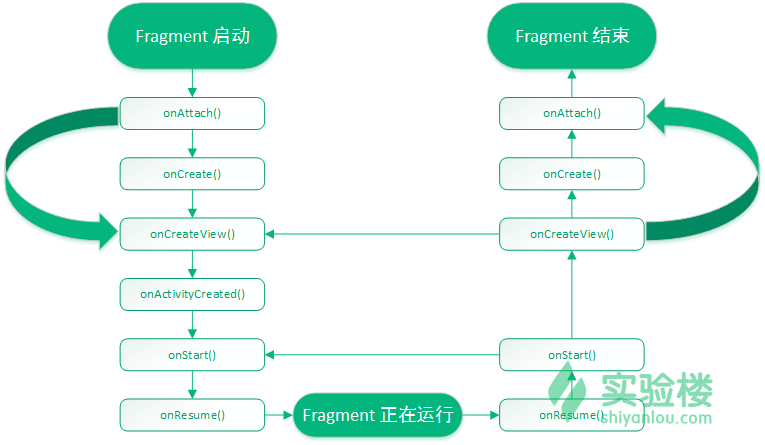 Fragment 启动
onAttach()
onCreate()
onCreateView()
onActivityCreated()
onStart()
onResume()
Fragment 正在运行
Fragment 结束
onAttach()
onCreate()
onCreateView()
onStart()
onResume()
实验楼
shiyanlou.com